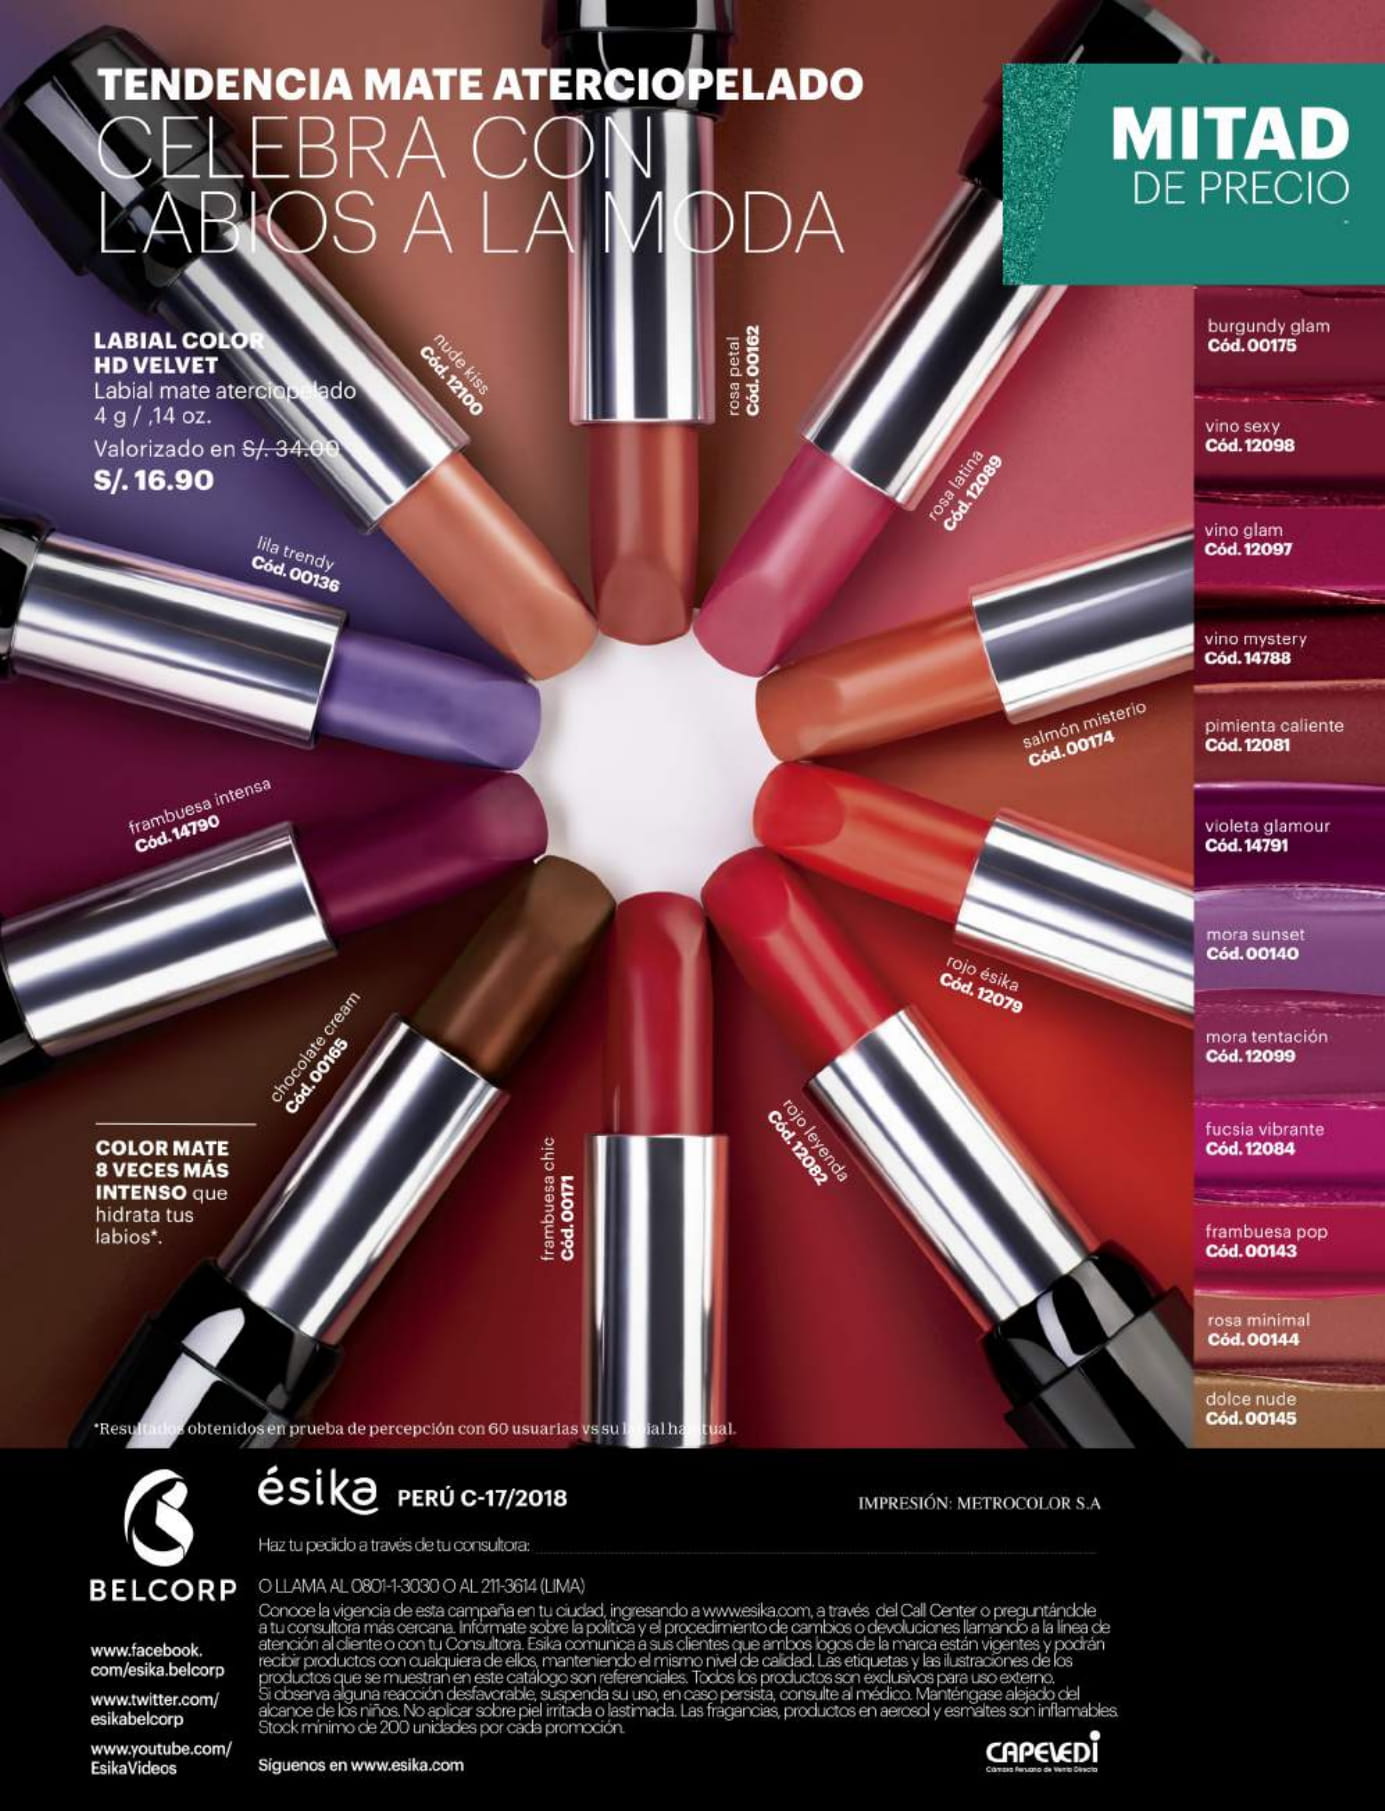 TENDENCIA MATE ATERCIOPELADO
CELEBRA CON
LABIOS A LA MODA
MITAD
DE PRECIO
LABIAL COLOR
HD VELVET
Labial mate aterciopelado
4 g / ,14 oz.
Valorizado en S/. 34.00
S/. 16.90
nude kiss
Cód. 12100
rosa petal
Cód. 00162
rosa latina
Cód. 12089
lila trendy
Cód. 00136
salmón misterio
Cód. 00174
frambuesa intensa
Cód. 14790
rojo ésika
Cód. 12079
chocolate cream
Cód. 00165
frambuesa chic
Cód. 00171
rojo leyenda
Cód. 12082
burgundy glam
Cód. 00175
vino sexy
Cód. 12098
vino glam
Cód. 12097
vino mystery
Cód. 14788
pimienta caliente
Cód. 12081
violeta glamour
Cód. 14791
mora sunset
Cód. 00140
mora tentación
Cód. 12099
fucsia vibrante
Cód. 12084
frambuesa pop
Cód. 00143
rosa minimal
Cód. 00144
dolce nude
Cód. 00145
COLOR MATE
8 VECES MÁS
INTENSO que
hidrata tus
labios*.
*Resultados obtenidos en prueba de percepción con 60 usuarias vs su labial habitual.
BELCORP
www.facebook.
com/esika.belcorp
www.twitter.com/
esikabelcorp
www.youtube.com/
EsikaVideos
ésika PERÚ C-17/2018
IMPRESIÓN: METROCOLOR S.A
Haz tu pedido a través de tu consultora:
O LLAMA AL 0801-1-3030 O AL 211-3614 (LIMA)
Conoce la vigencia de esta campaña en tu ciudad, ingresando a www.esika.com, a través del Call Center o preguntándole
a tu consultora más cercana. Infórmate sobre la política y el procedimiento de cambios o devoluciones llamando a la línea de
atención al cliente o con tu Consultora. Esika comunica a sus clientes que ambos logos de la marca están vigentes y podrán
recibir productos con cualquiera de ellos, manteniendo el mismo nivel de calidad. Las etiquetas y las ilustraciones de los
productos que se muestran en este catálogo son referenciales. Todos los productos son exclusivos para uso externo.
Si observa alguna reacción desfavorable, suspenda su uso, en caso persista, consulte al médico. Manténgase alejado del
alcance de los niños. No aplicar sobre piel irritada o lastimada. Las fragancias, productos en aerosol y esmaltes son inflamables.
Stock mínimo de 200 unidades por cada promoción.
Síguenos en www.esika.com
CAPEVEDI
Cámara Peruana de Venta Directa